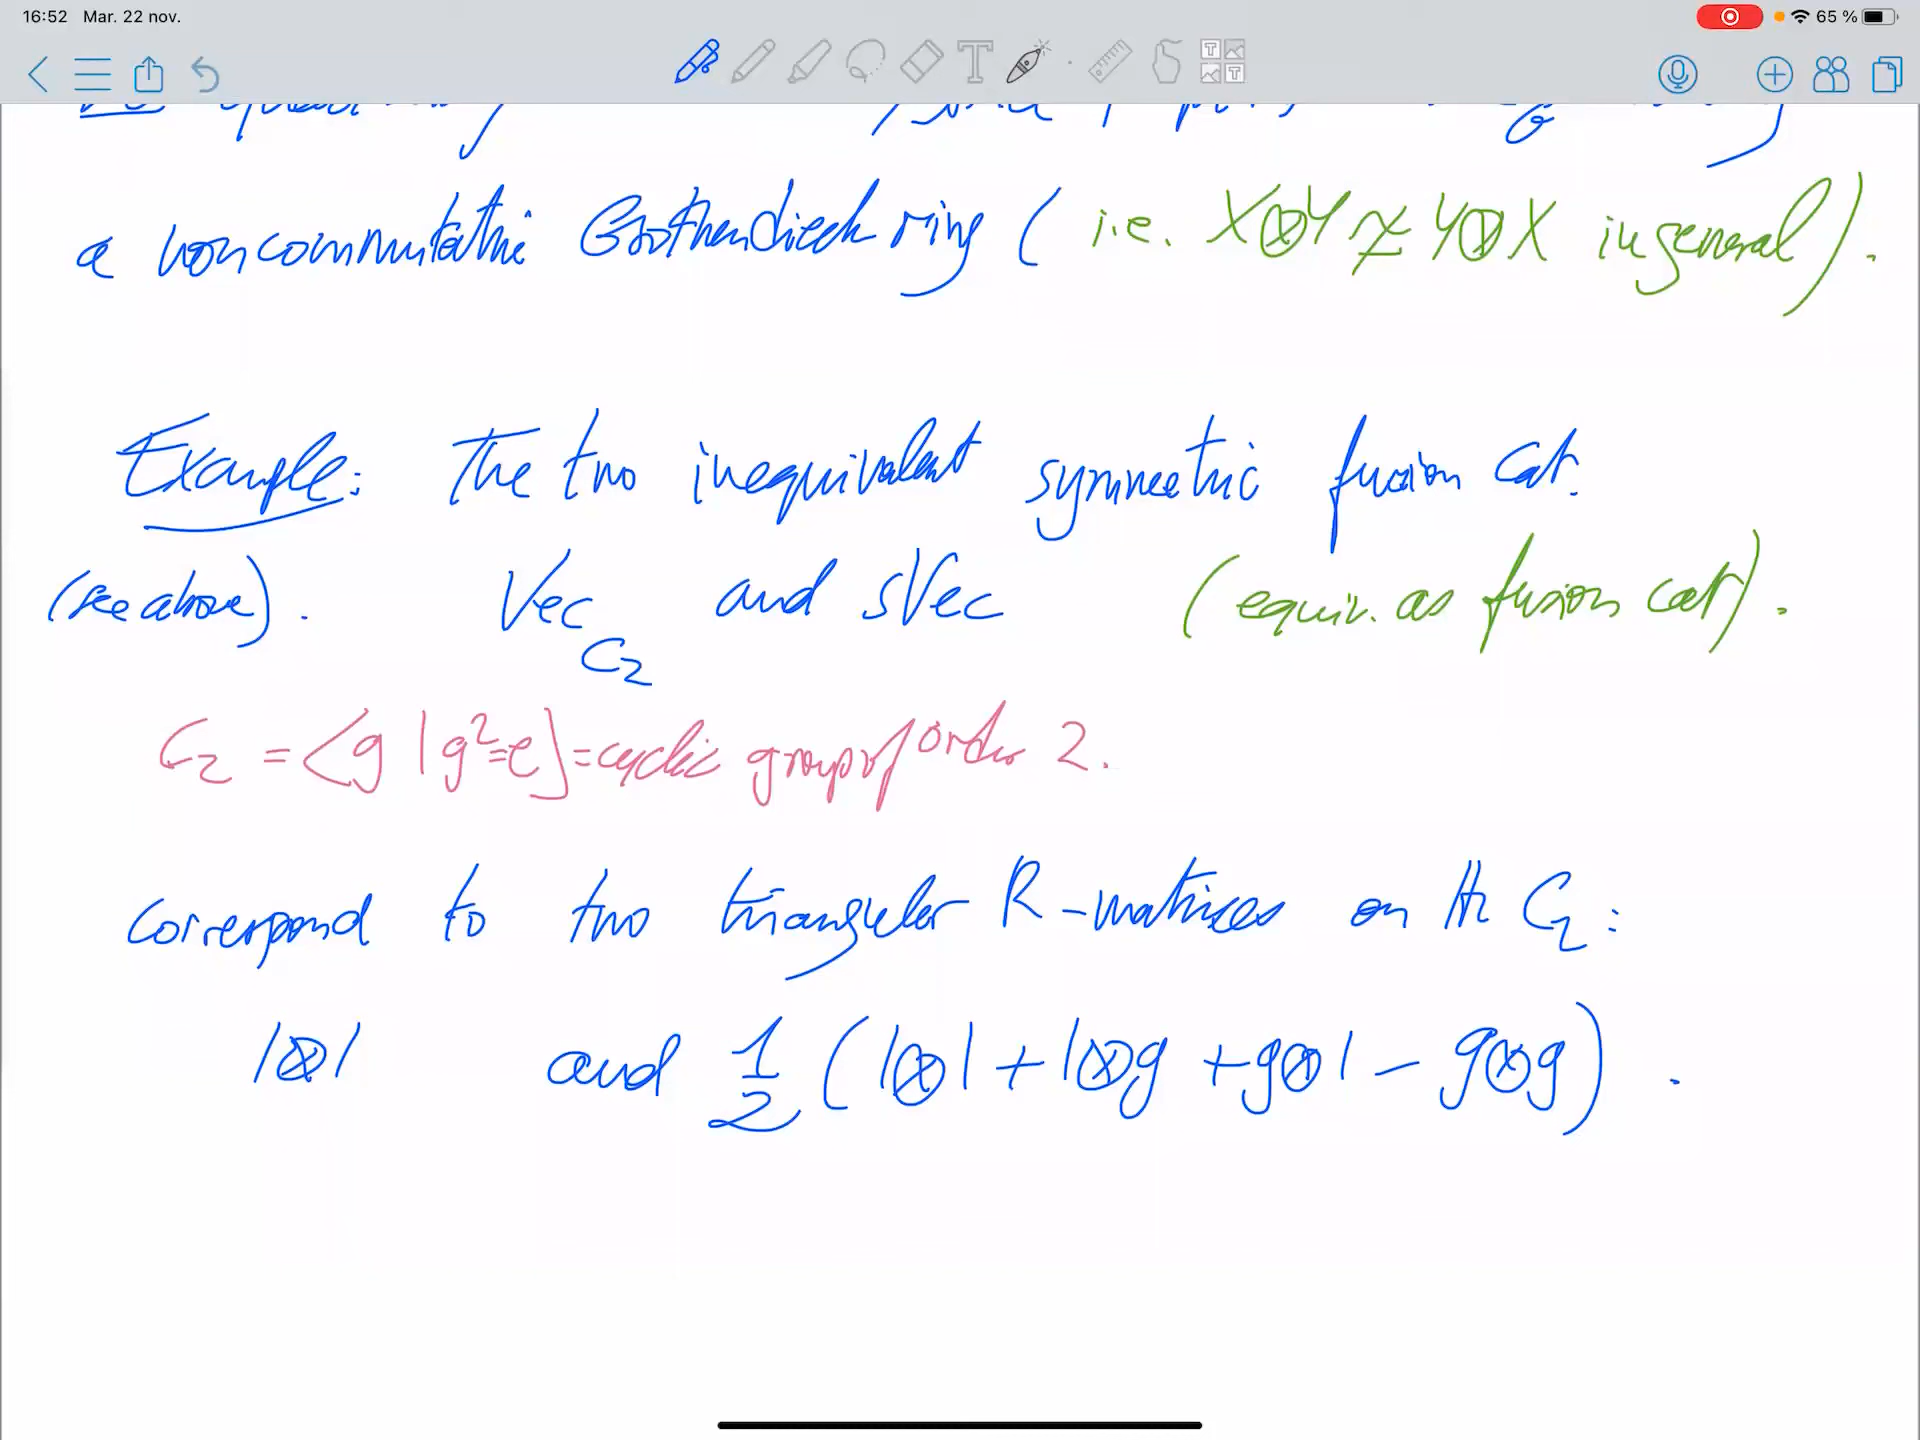 16:52 Mar. 22 nov. 65 %
T
a noncommutative Grothendieck ring (i.e. X⊗Y ≇ Y⊗X in general).
Example: The two inequivalent symmetric fusion cat.
(see above). Vec_{C_2} and sVec (equiv. as fusion cat).
C_2 = <g | g^2=e] = cyclic group of order 2.
correspond to two triangular R-matrices on C_2:
1⊗1 and 1/2 (1⊗1 + 1⊗g + g⊗1 - g⊗g).